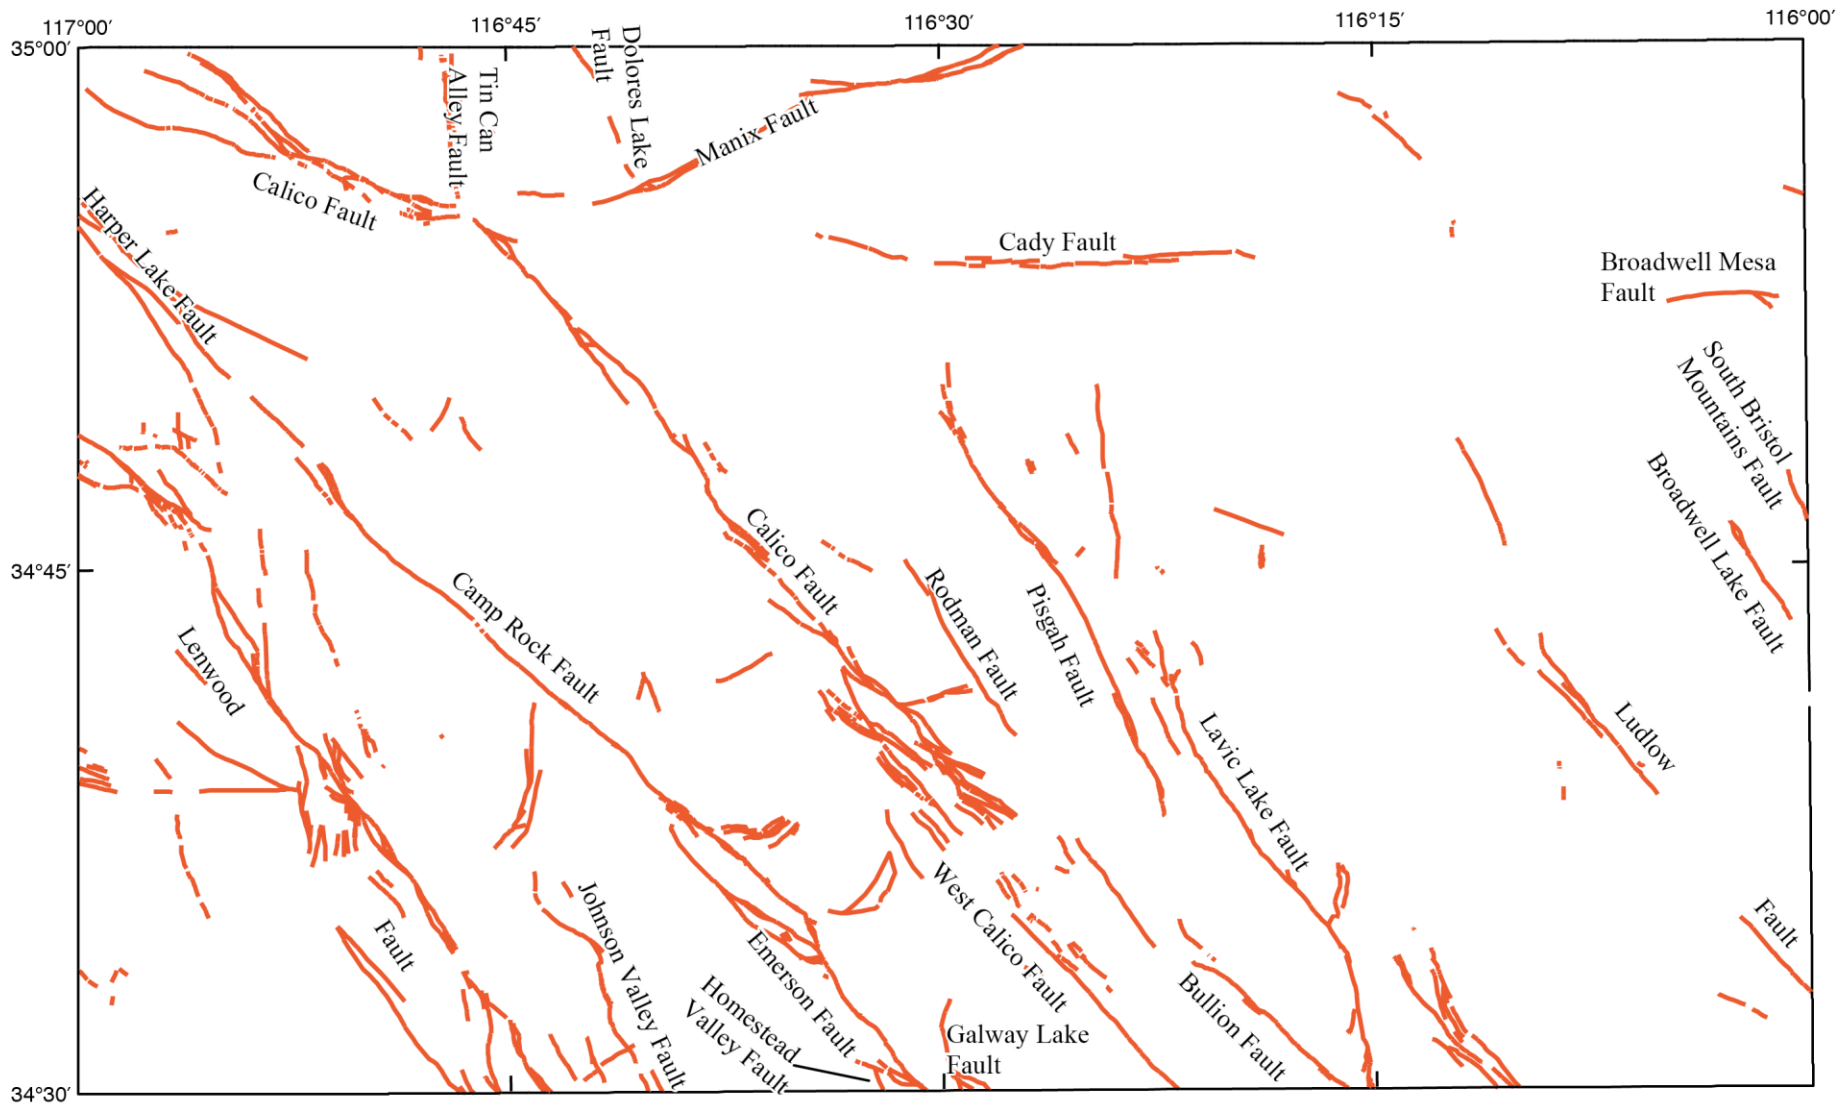 117°00′
116°45′
116°30′
116°15′
116°00′
35°00′
Tin Can
Alley Fault
Dolores Lake
Fault
Manix Fault
Calico Fault
Harper Lake Fault
Cady Fault
Broadwell Mesa
Fault
South Bristol
Mountains Fault
Broadwell Lake Fault
34°45′
Calico Fault
Camp Rock Fault
Rodman Fault
Pisgah Fault
Lenwood
Lavic Lake Fault
Ludlow
Fault
Johnson Valley Fault
West Calico Fault
Fault
Emerson Fault
Homestead
Valley Fault
Bullion Fault
Galway Lake
Fault
34°30′